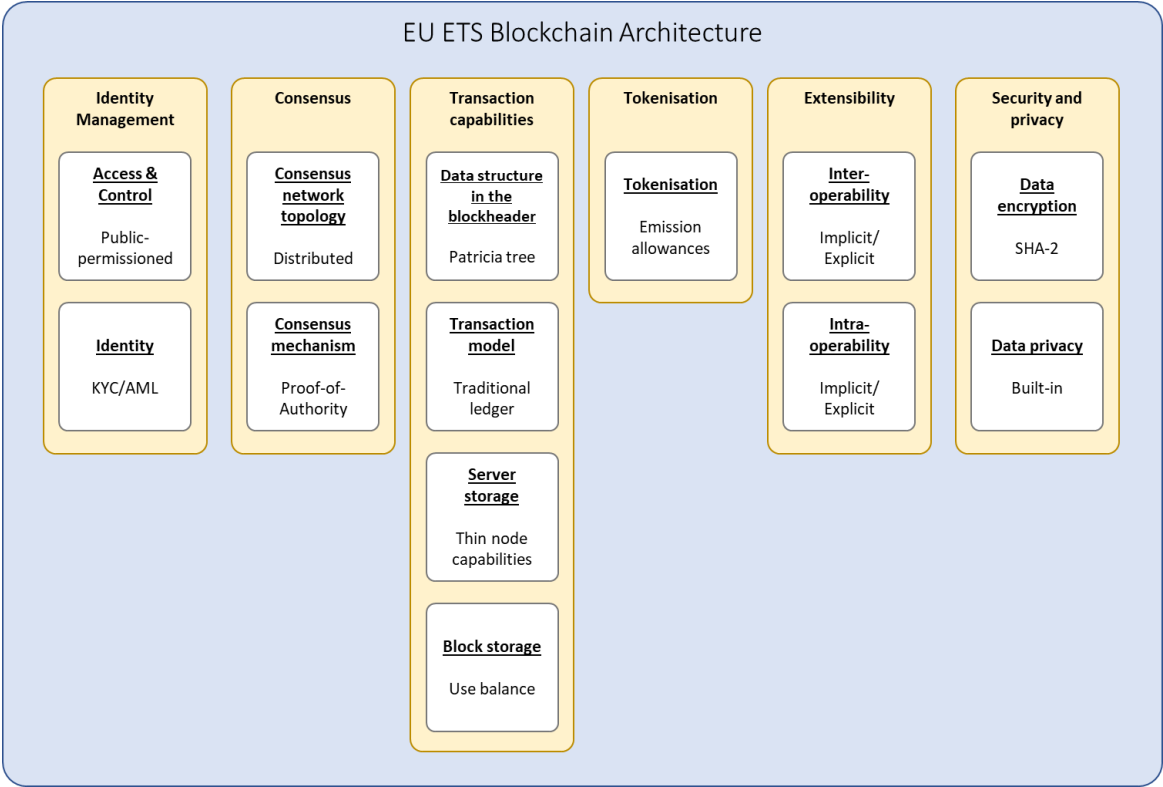 EU ETS Blockchain Architecture
Identity
Management
Access &
Control
Public-
permissioned
Identity
KYC/AML
Consensus
Consensus
network
topology
Distributed
Consensus
mechanism
Proof-of-
Authority
Transaction
capabilities
Data structure
in the
blockheader
Patricia tree
Transaction
model
Traditional
ledger
Server
storage
Thin node
capabilities
Block storage
Use balance
Tokenisation
Tokenisation
Emission
allowances
Extensibility
Inter-
operability
Implicit/
Explicit
Intra-
operability
Implicit/
Explicit
Security and
privacy
Data
encryption
SHA-2
Data privacy
Built-in